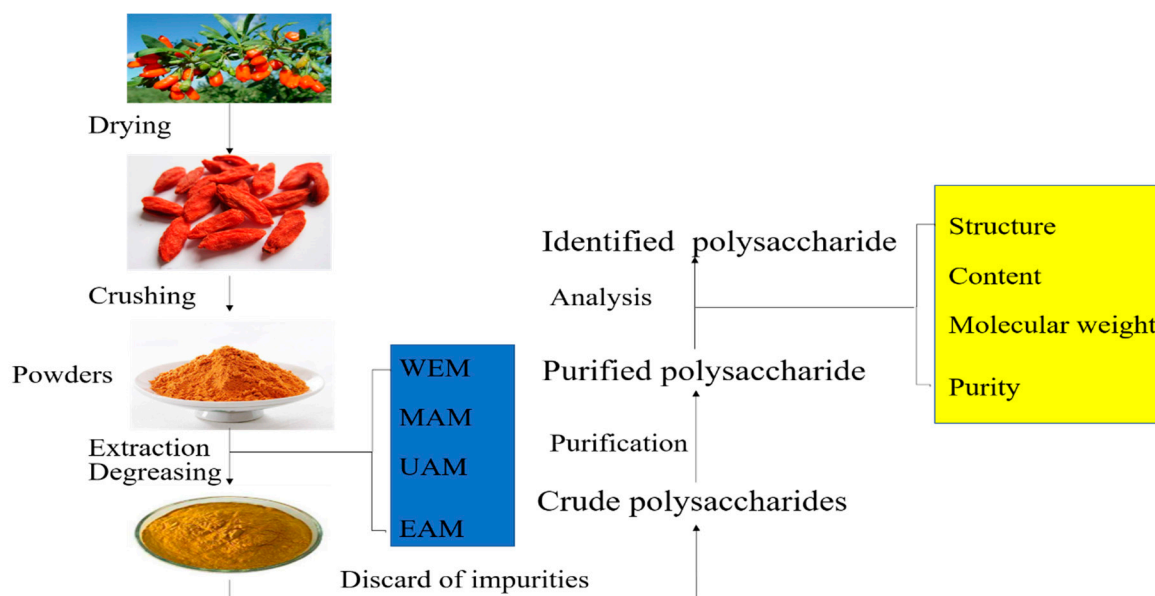 Drying
Crushing
Powders
Extraction
Degreasing
WEM
MAM
UAM
EAM
Discard of impurities
Crude polysaccharides
Purification
Purified polysaccharide
Analysis
Identified polysaccharide
Structure
Content
Molecular weight
Purity